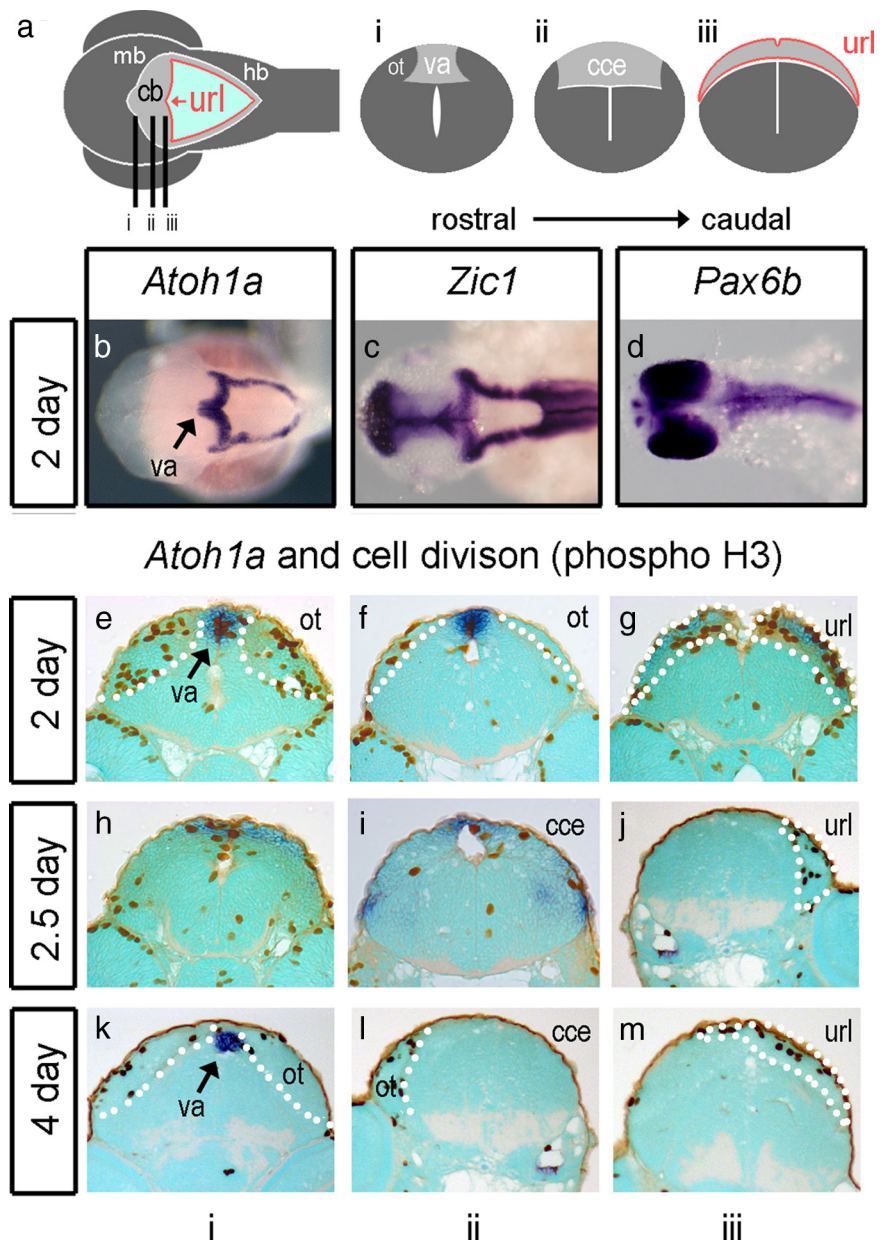 a
mb
cb
url
hb
i
ii
iii
i
ot
va
ii
cce
iii
url
rostral
caudal
Atoh1a
Zic1
Pax6b
2 day
b
va
c
d
Atoh1a and cell divison (phospho H3)
2 day
e
ot
va
f
ot
g
url
2.5 day
h
i
cce
j
url
4 day
k
ot
va
l
cce
ot
m
url
i
ii
iii